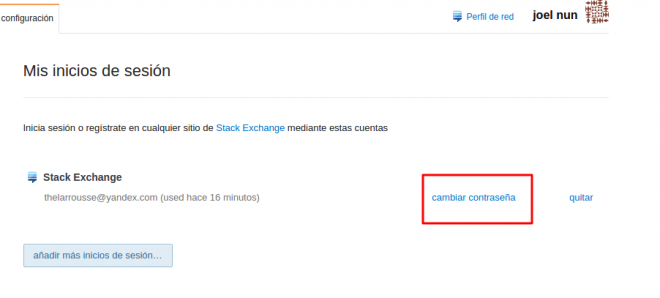 configuración
Perfil de red
joel nun
Mis inicios de sesión
Inicia sesión o regístrate en cualquier sitio de Stack Exchange mediante estas cuentas
Stack Exchange
thelarrousse@yandex.com (used hace 16 minutos)
cambiar contraseña
quitar
añadir más inicios de sesión...